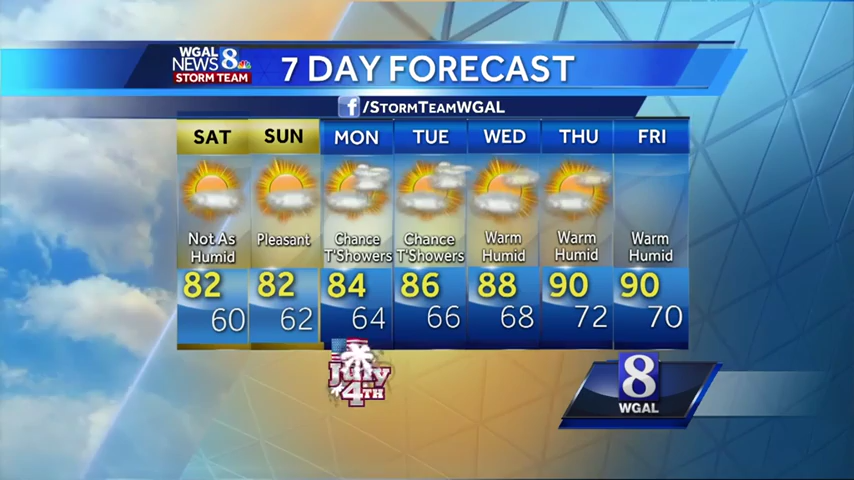 WGAL
NEWS 8
STORM TEAM
7 DAY FORECAST
f/STORMTEAMWGAL
SAT SUN MON TUE WED THU FRI
Not As Humid Pleasant Chance T'Showers Chance T'Showers Warm Humid Warm Humid Warm Humid
82 82 84 86 88 90 90
60 62 64 66 68 72 70
July
4TH
8
WGAL